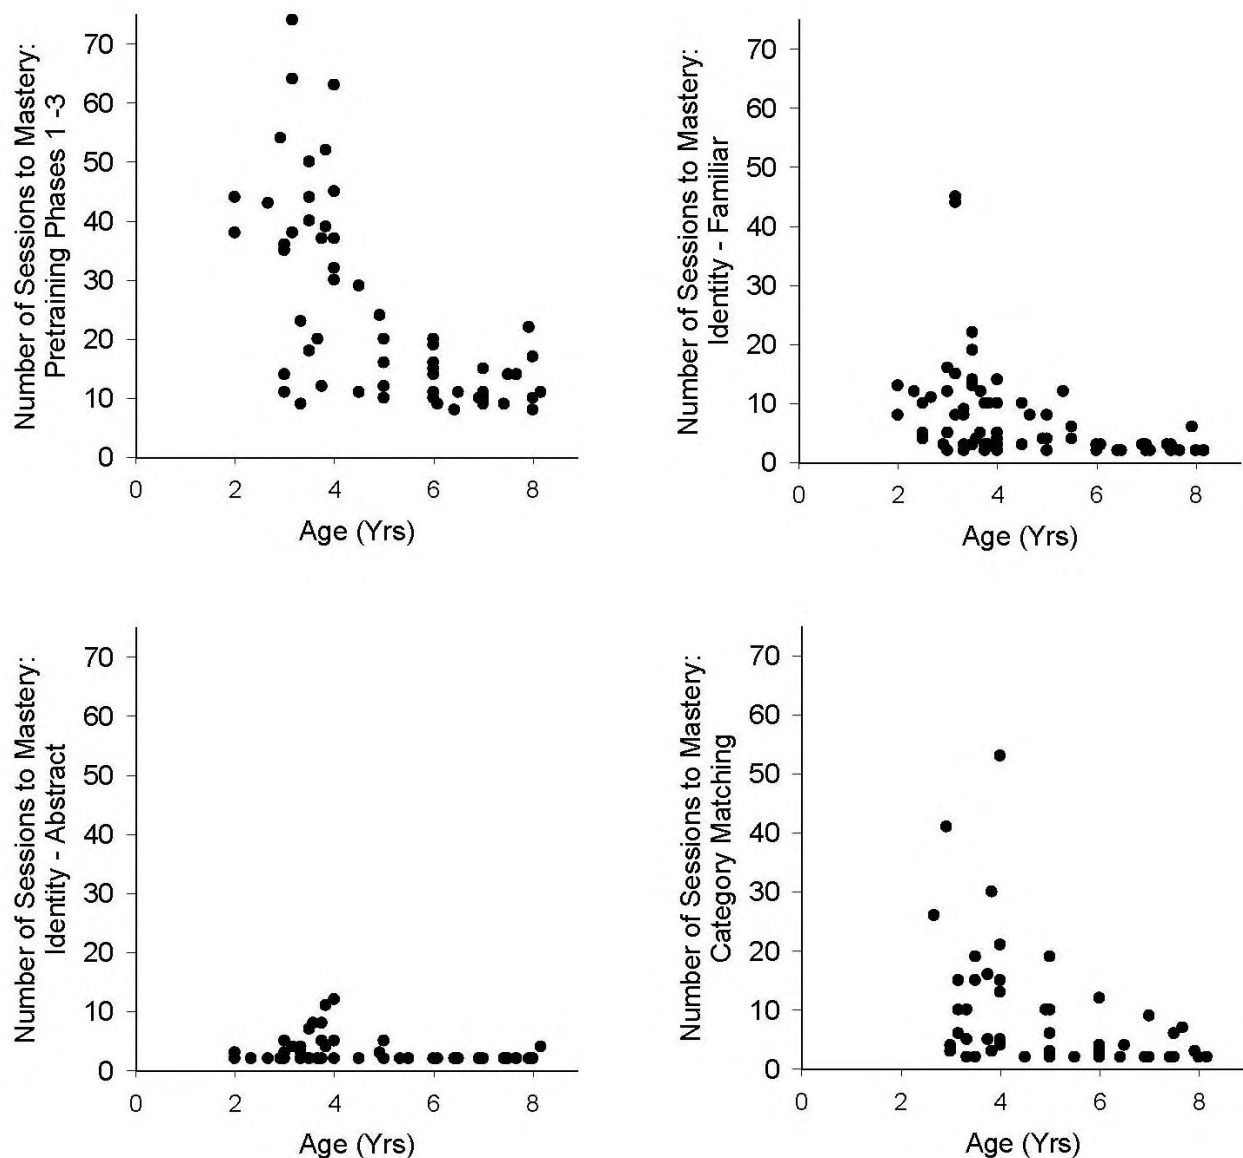 Number of Sessions to Mastery:
Pretraining Phases 1 -3
70
60
50
40
30
20
10
0
0 2 4 6 8
Age (Yrs)
Number of Sessions to Mastery:
Identity - Familiar
70
60
50
40
30
20
10
0
0 2 4 6 8
Age (Yrs)
Number of Sessions to Mastery:
Identity - Abstract
70
60
50
40
30
20
10
0
0 2 4 6 8
Age (Yrs)
Number of Sessions to Mastery:
Category Matching
70
60
50
40
30
20
10
0
0 2 4 6 8
Age (Yrs)